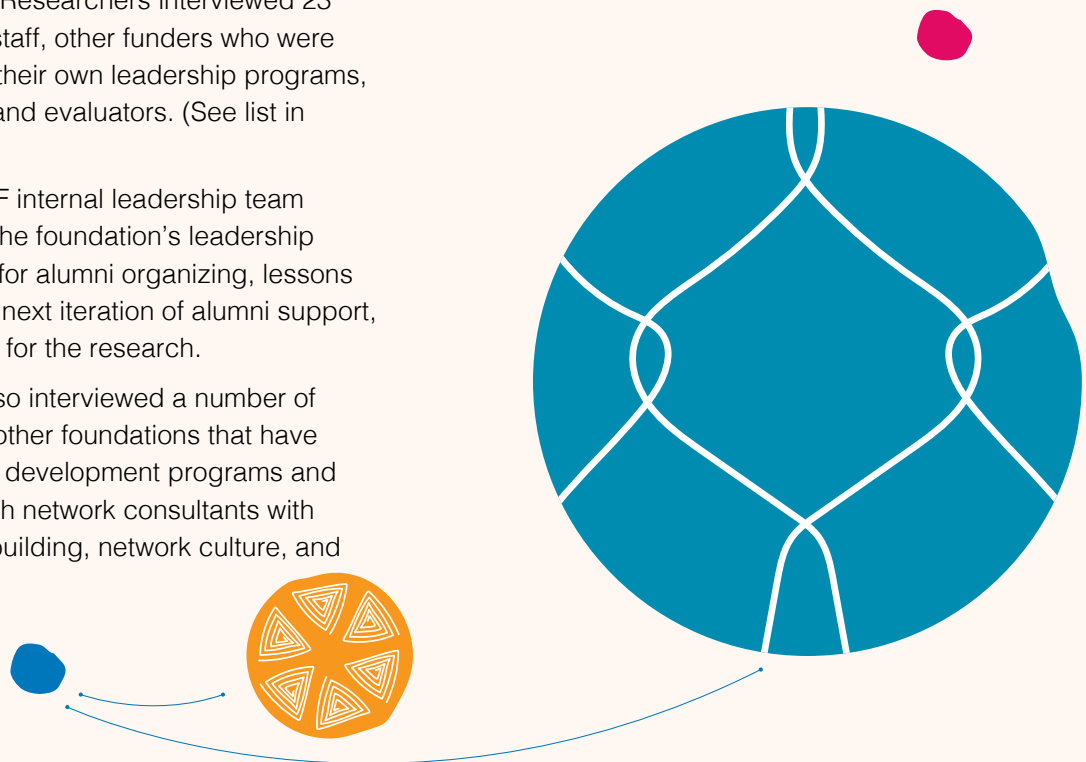 Researchers interviewed 23
staff, other funders who were
their own leadership programs,
and evaluators. (See list in
F internal leadership team
he foundation’s leadership
for alumni organizing, lessons
next iteration of alumni support,
for the research.
so interviewed a number of
other foundations that have
development programs and
h network consultants with
building, network culture, and